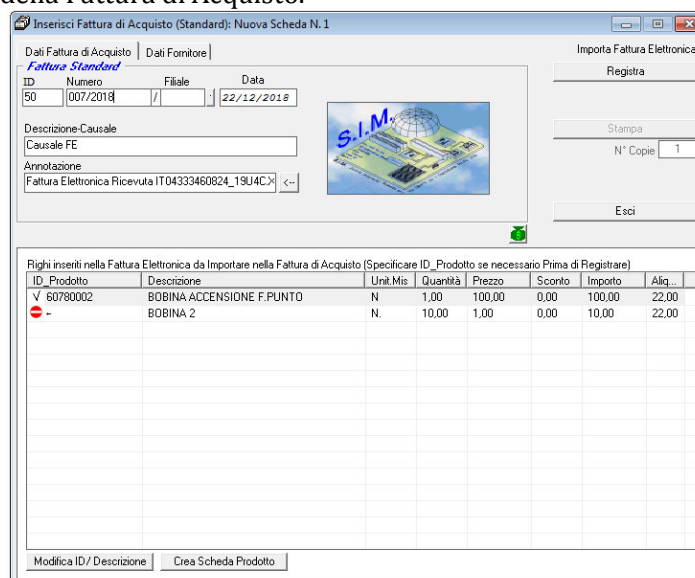 della Fattura di Acquisto.
Inserisci Fattura di Acquisto (Standard): Nuova Scheda N. 1
Dati Fattura di Acquisto Dati Fornitore
Importa Fattura Elettronica
Fattura Standard
ID Numero Filiale Data
50 007/2018 / 22/12/2018
Registra
Descrizione-Causale
Causale FE
S.I.M.
Stampa
N° Copie 1
Annotazione
Fattura Elettronica Ricevuta IT04333460824_19U4C.X <--
Esci
Righi inseriti nella Fattura Elettronica da Importare nella Fattura di Acquisto (Specificare ID_Prodotto se necessario Prima di Registrare)
ID_Prodotto Descrizione Unit.Mis Quantità Prezzo Sconto Importo Aliq...
√ 60780002 BOBINA ACCENSIONE F.PUNTO N 1,00 100,00 0,00 100,00 22,00
- BOBINA 2 N. 10,00 1,00 0,00 10,00 22,00
Modifica ID/ Descrizione Crea Scheda Prodotto